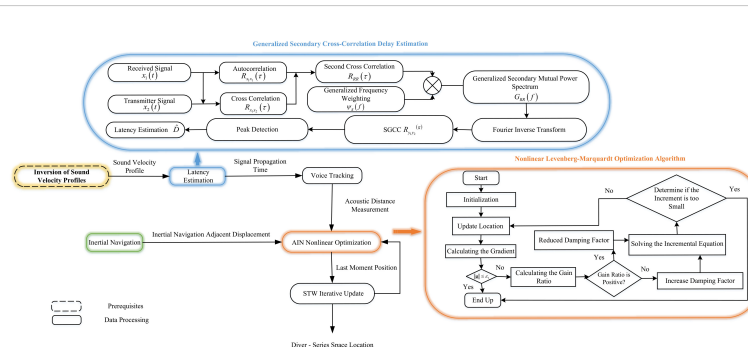 Generalized Secondary Cross-Correlation Delay Estimation
Received Signal
x₁(t)
Autocorrelation
Second Cross Correlation
R_RR(τ)
Generalized Secondary Mutual Power
Spectrum
Transmitter Signal
x₂(t)
Cross Correlation
Generalized Frequency
Weighting
Latency Estimation D̂
Peak Detection
SGCC
Fourier Inverse Transform
Inversion of Sound
Velocity Profiles
Sound Velocity
Profile
Latency
Estimation
Signal Propagation
Time
Voice Tracking
Acoustic Distance
Measurement
Inertial Navigation
Inertial Navigation Adjacent Displacement
AIN Nonlinear Optimization
Last Moment Position
STW Iterative Update
Diver - Series Space Location
Prerequisites
Data Processing
Nonlinear Levenberg-Marquardt Optimization Algorithm
Start
Initialization
Update Location
Calculating the Gradient
No
Yes
End Up
Calculating the Gain
Ratio
Gain Ratio is
Positive?
Yes
No
Reduced Damping Factor
Increase Damping Factor
Solving the Incremental Equation
Determine if the
Increment is too
Small
No
Yes